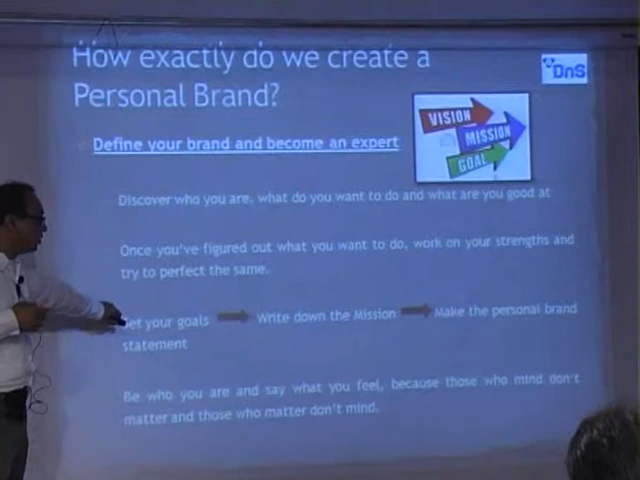 How exactly do we create a
Personal Brand?
DnS
VISION
MISSION
GOAL
Define your brand and become an expert
Discover who you are, what do you want to do and what are you good at
Once you've figured out what you want to do, work on your strengths and
try to perfect the same.
Set your goals Write down the Mission Make the personal brand
statement
Be who you are and say what you feel, because those who mind don't
matter and those who matter don't mind.